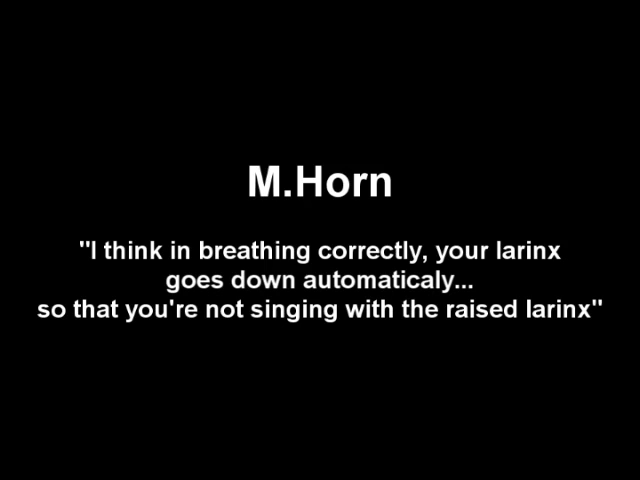 M.Horn
"I think in breathing correctly, your larinx
goes down automaticaly...
so that you're not singing with the raised larinx"